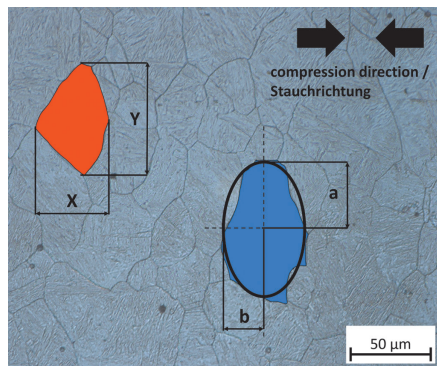 compression direction /
Stauchrichtung
Y
X
a
b
50 µm